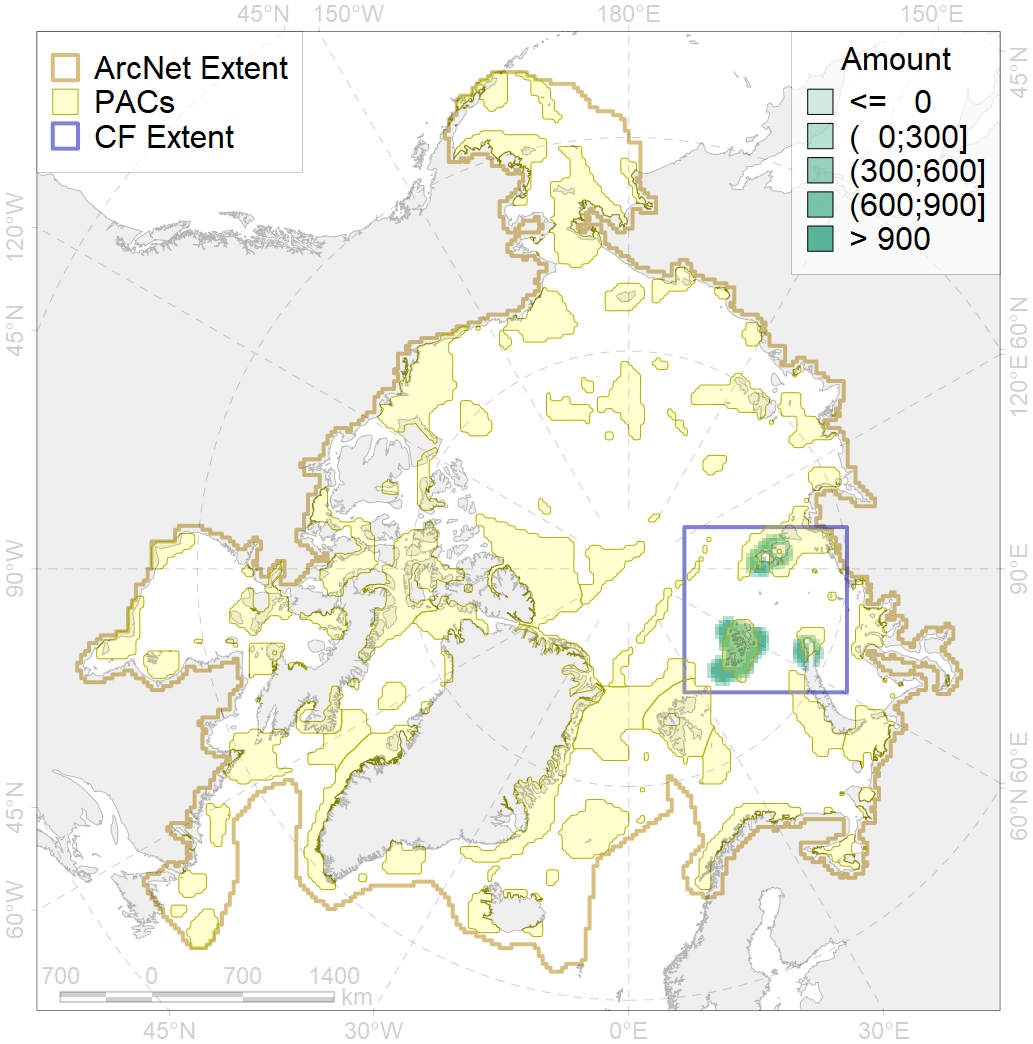 45°N 150°W 180°E 150°E
ArcNet Extent
PACs
CF Extent
Amount
<= 0
( 0;300]
(300;600]
(600;900]
> 900
45°N
120°W
45°N
60°N
120°E
90°W
90°E
45°N
60°W
60°E
60°N
700 0 700 1400
km
45°N 30°W 0°E 30°E